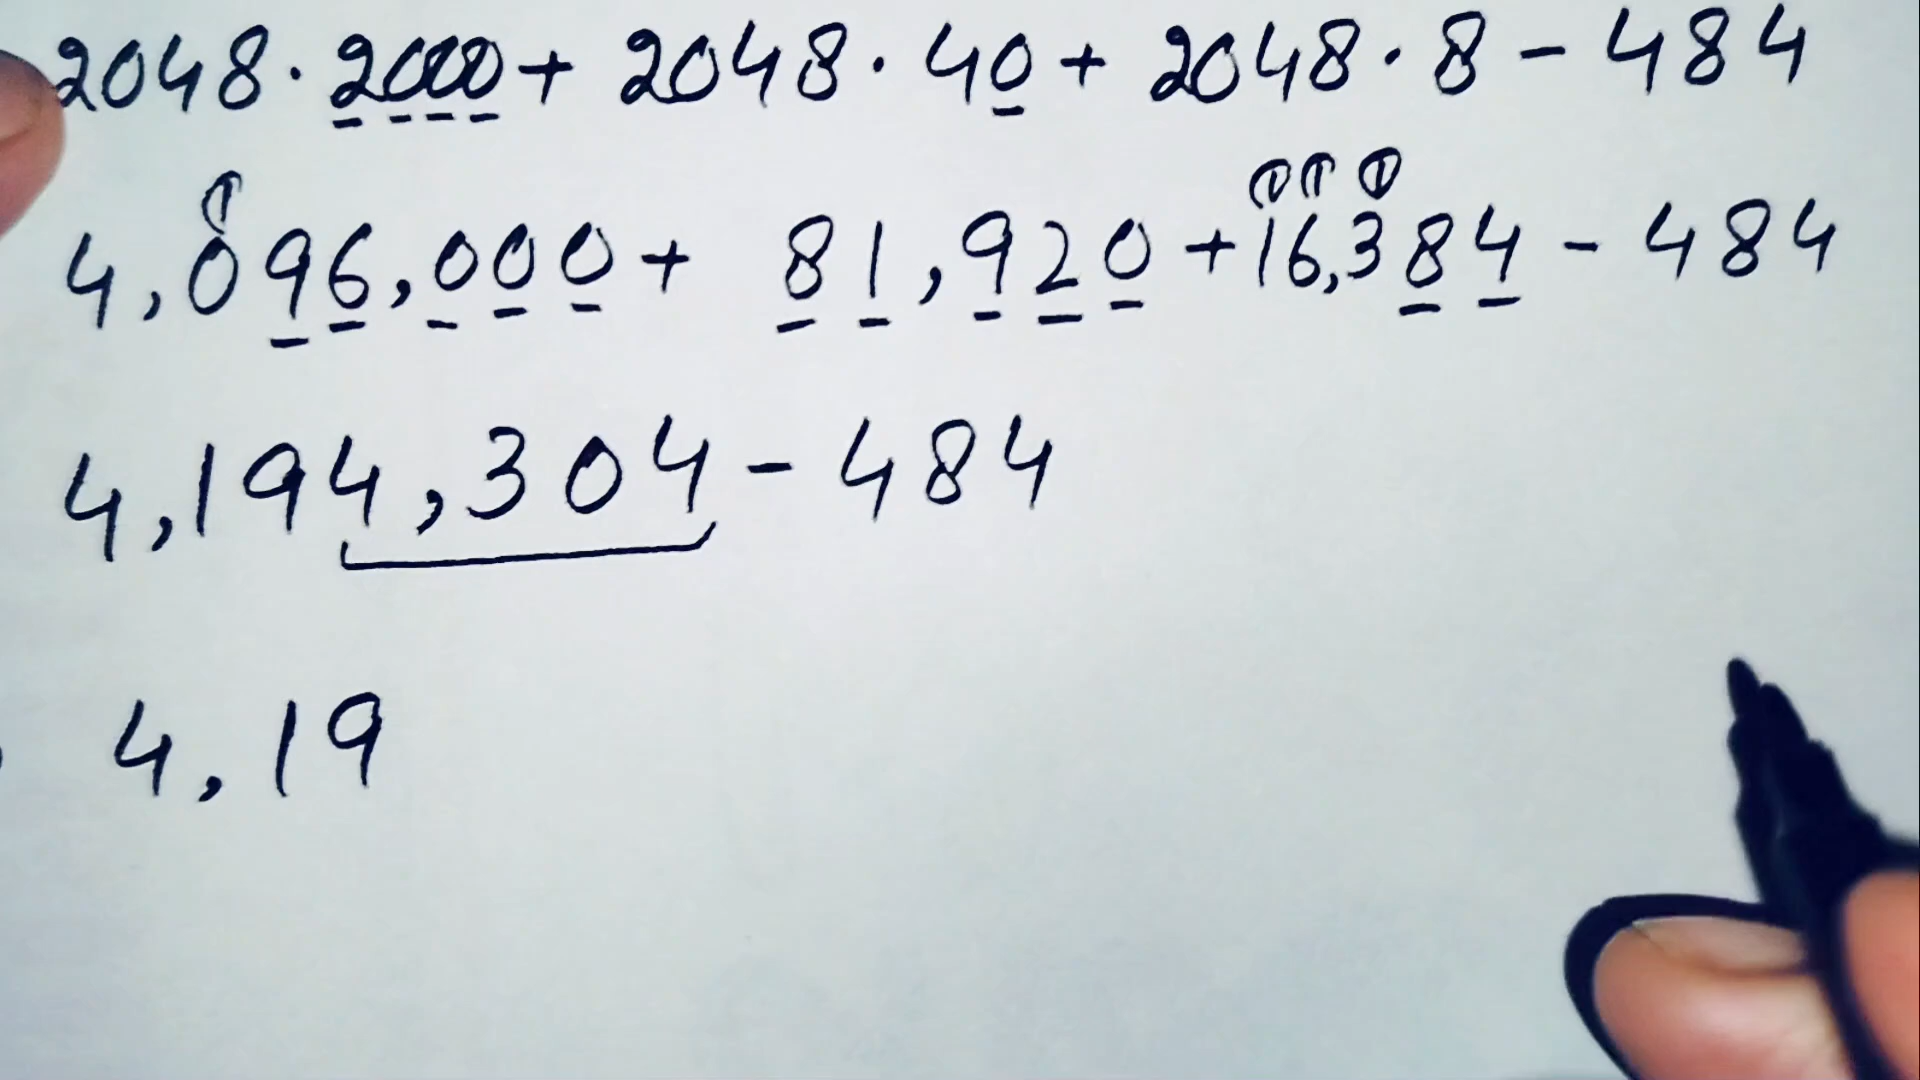 2048 · 2000 + 2048 · 40 + 2048 · 8 - 484
4,096,000 + 81,920 + 16,384 - 484
4,194,304 - 484
4,19